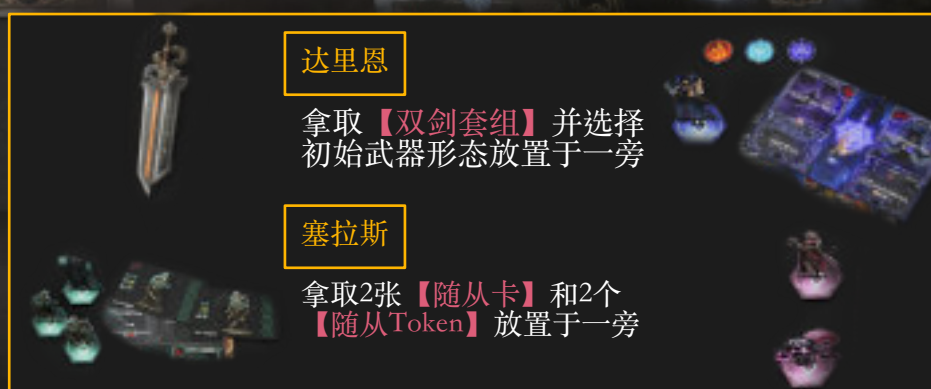 达里恩
拿取【双剑套组】并选择
初始武器形态放置于一旁
塞拉斯
拿取2张【随从卡】和2个
【随从Token】放置于一旁